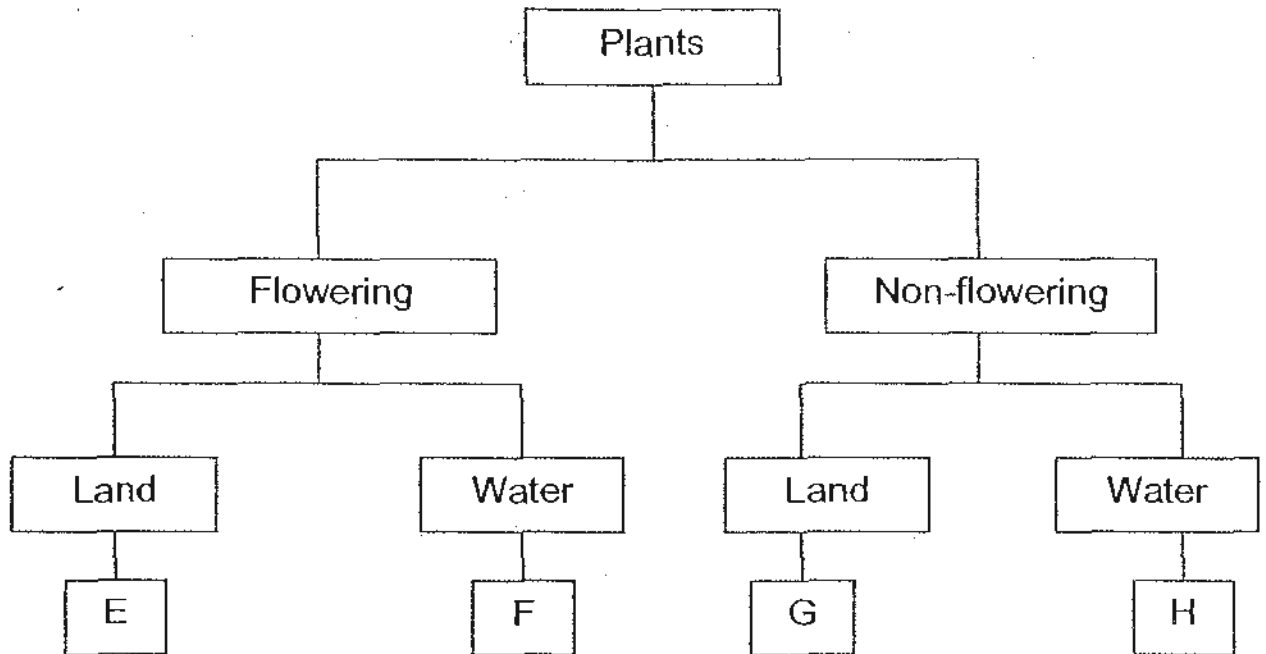 Plants
Flowering
Non-flowering
Land
Water
Land
Water
E
F
G
H